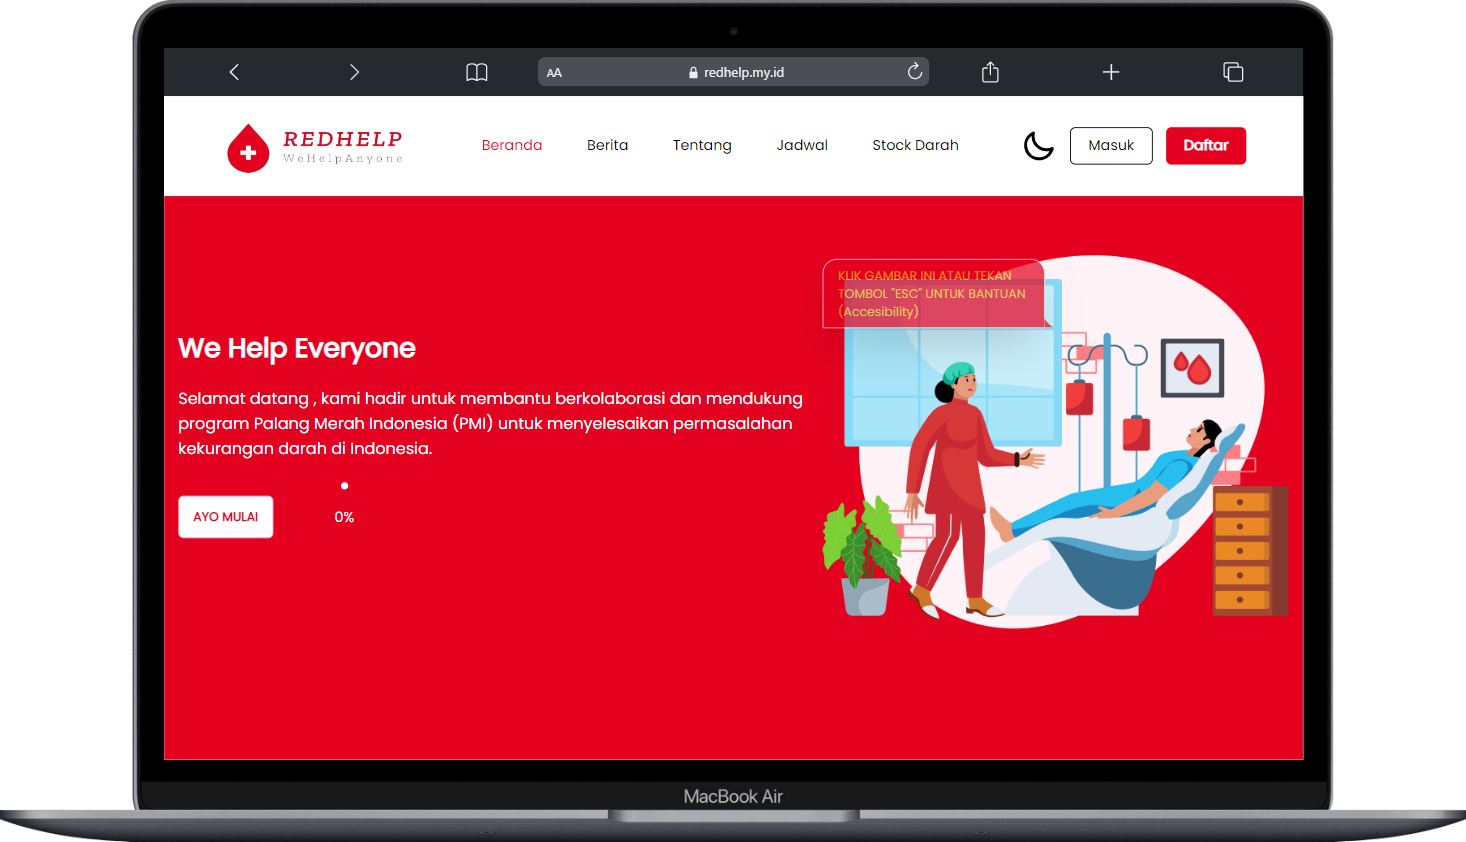 AA
redhelp.my.id
REDHELP
WeHelpAnyone
Beranda
Berita
Tentang
Jadwal
Stock Darah
Masuk
Daftar
KLIK GAMBAR INI ATAU TEKAN
TOMBOL "ESC" UNTUK BANTUAN
(Accesibility)
We Help Everyone
Selamat datang , kami hadir untuk membantu berkolaborasi dan mendukung
program Palang Merah Indonesia (PMI) untuk menyelesaikan permasalahan
kekurangan darah di Indonesia.
AYO MULAI
0%
MacBook Air